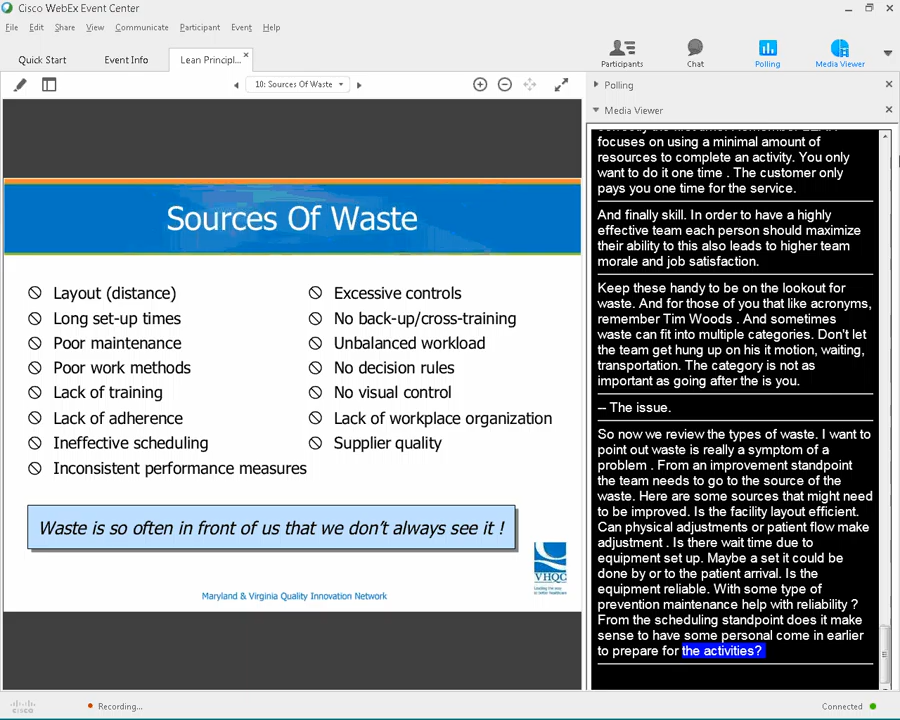 Cisco WebEx Event Center
File Edit Share View Communicate Participant Event Help
Quick Start Event Info Lean Principl...
Participants Chat Polling Media Viewer
10: Sources Of Waste
Polling
Media Viewer
Sources Of Waste
Layout (distance)
Long set-up times
Poor maintenance
Poor work methods
Lack of training
Lack of adherence
Ineffective scheduling
Inconsistent performance measures
Excessive controls
No back-up/cross-training
Unbalanced workload
No decision rules
No visual control
Lack of workplace organization
Supplier quality
Waste is so often in front of us that we don't always see it !
VHQC
Maryland & Virginia Quality Innovation Network
focuses on using a minimal amount of
resources to complete an activity. You only
want to do it one time . The customer only
pays you one time for the service.
And finally skill. In order to have a highly
effective team each person should maximize
their ability to this also leads to higher team
morale and job satisfaction.
Keep these handy to be on the lookout for
waste. And for those of you that like acronyms,
remember Tim Woods . And sometimes
waste can fit into multiple categories. Don't let
the team get hung up on his it motion, waiting,
transportation. The category is not as
important as going after the is you.
-- The issue.
So now we review the types of waste. I want to
point out waste is really a symptom of a
problem . From an improvement standpoint
the team needs to go to the source of the
waste. Here are some sources that might need
to be improved. Is the facility layout efficient.
Can physical adjustments or patient flow make
adjustment . Is there wait time due to
equipment set up. Maybe a set it could be
done by or to the patient arrival. Is the
equipment reliable. With some type of
prevention maintenance help with reliability ?
From the scheduling standpoint does it make
sense to have some personal come in earlier
to prepare for the activities?
cisco
Recording...
Connected